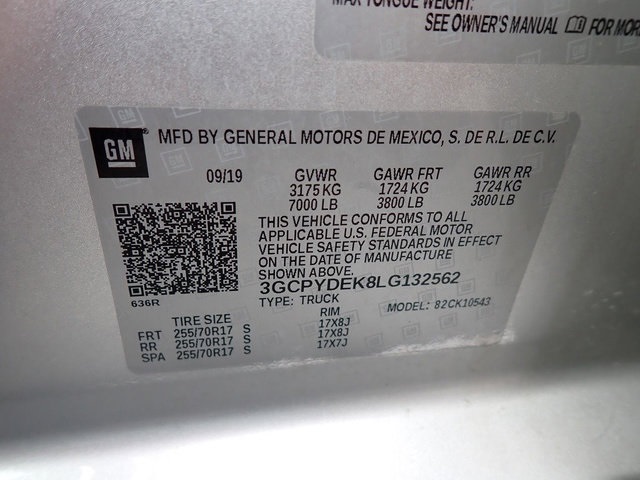 MAX TONGUE WEIGHT:
SEE OWNER'S MANUAL FOR MORE
GM
MFD BY GENERAL MOTORS DE MEXICO, S. DE R.L. DE C.V.
09/19 GVWR GAWR FRT GAWR RR
3175 KG 1724 KG 1724 KG
7000 LB 3800 LB 3800 LB
THIS VEHICLE CONFORMS TO ALL
APPLICABLE U.S. FEDERAL MOTOR
VEHICLE SAFETY STANDARDS IN EFFECT
ON THE DATE OF MANUFACTURE
SHOWN ABOVE.
3GCPYDEK8LG132562
636R
TYPE: TRUCK MODEL: 82CK10543
TIRE SIZE RIM
FRT 255/70R17 S 17X8J
RR 255/70R17 S 17X8J
SPA 255/70R17 S 17X7J